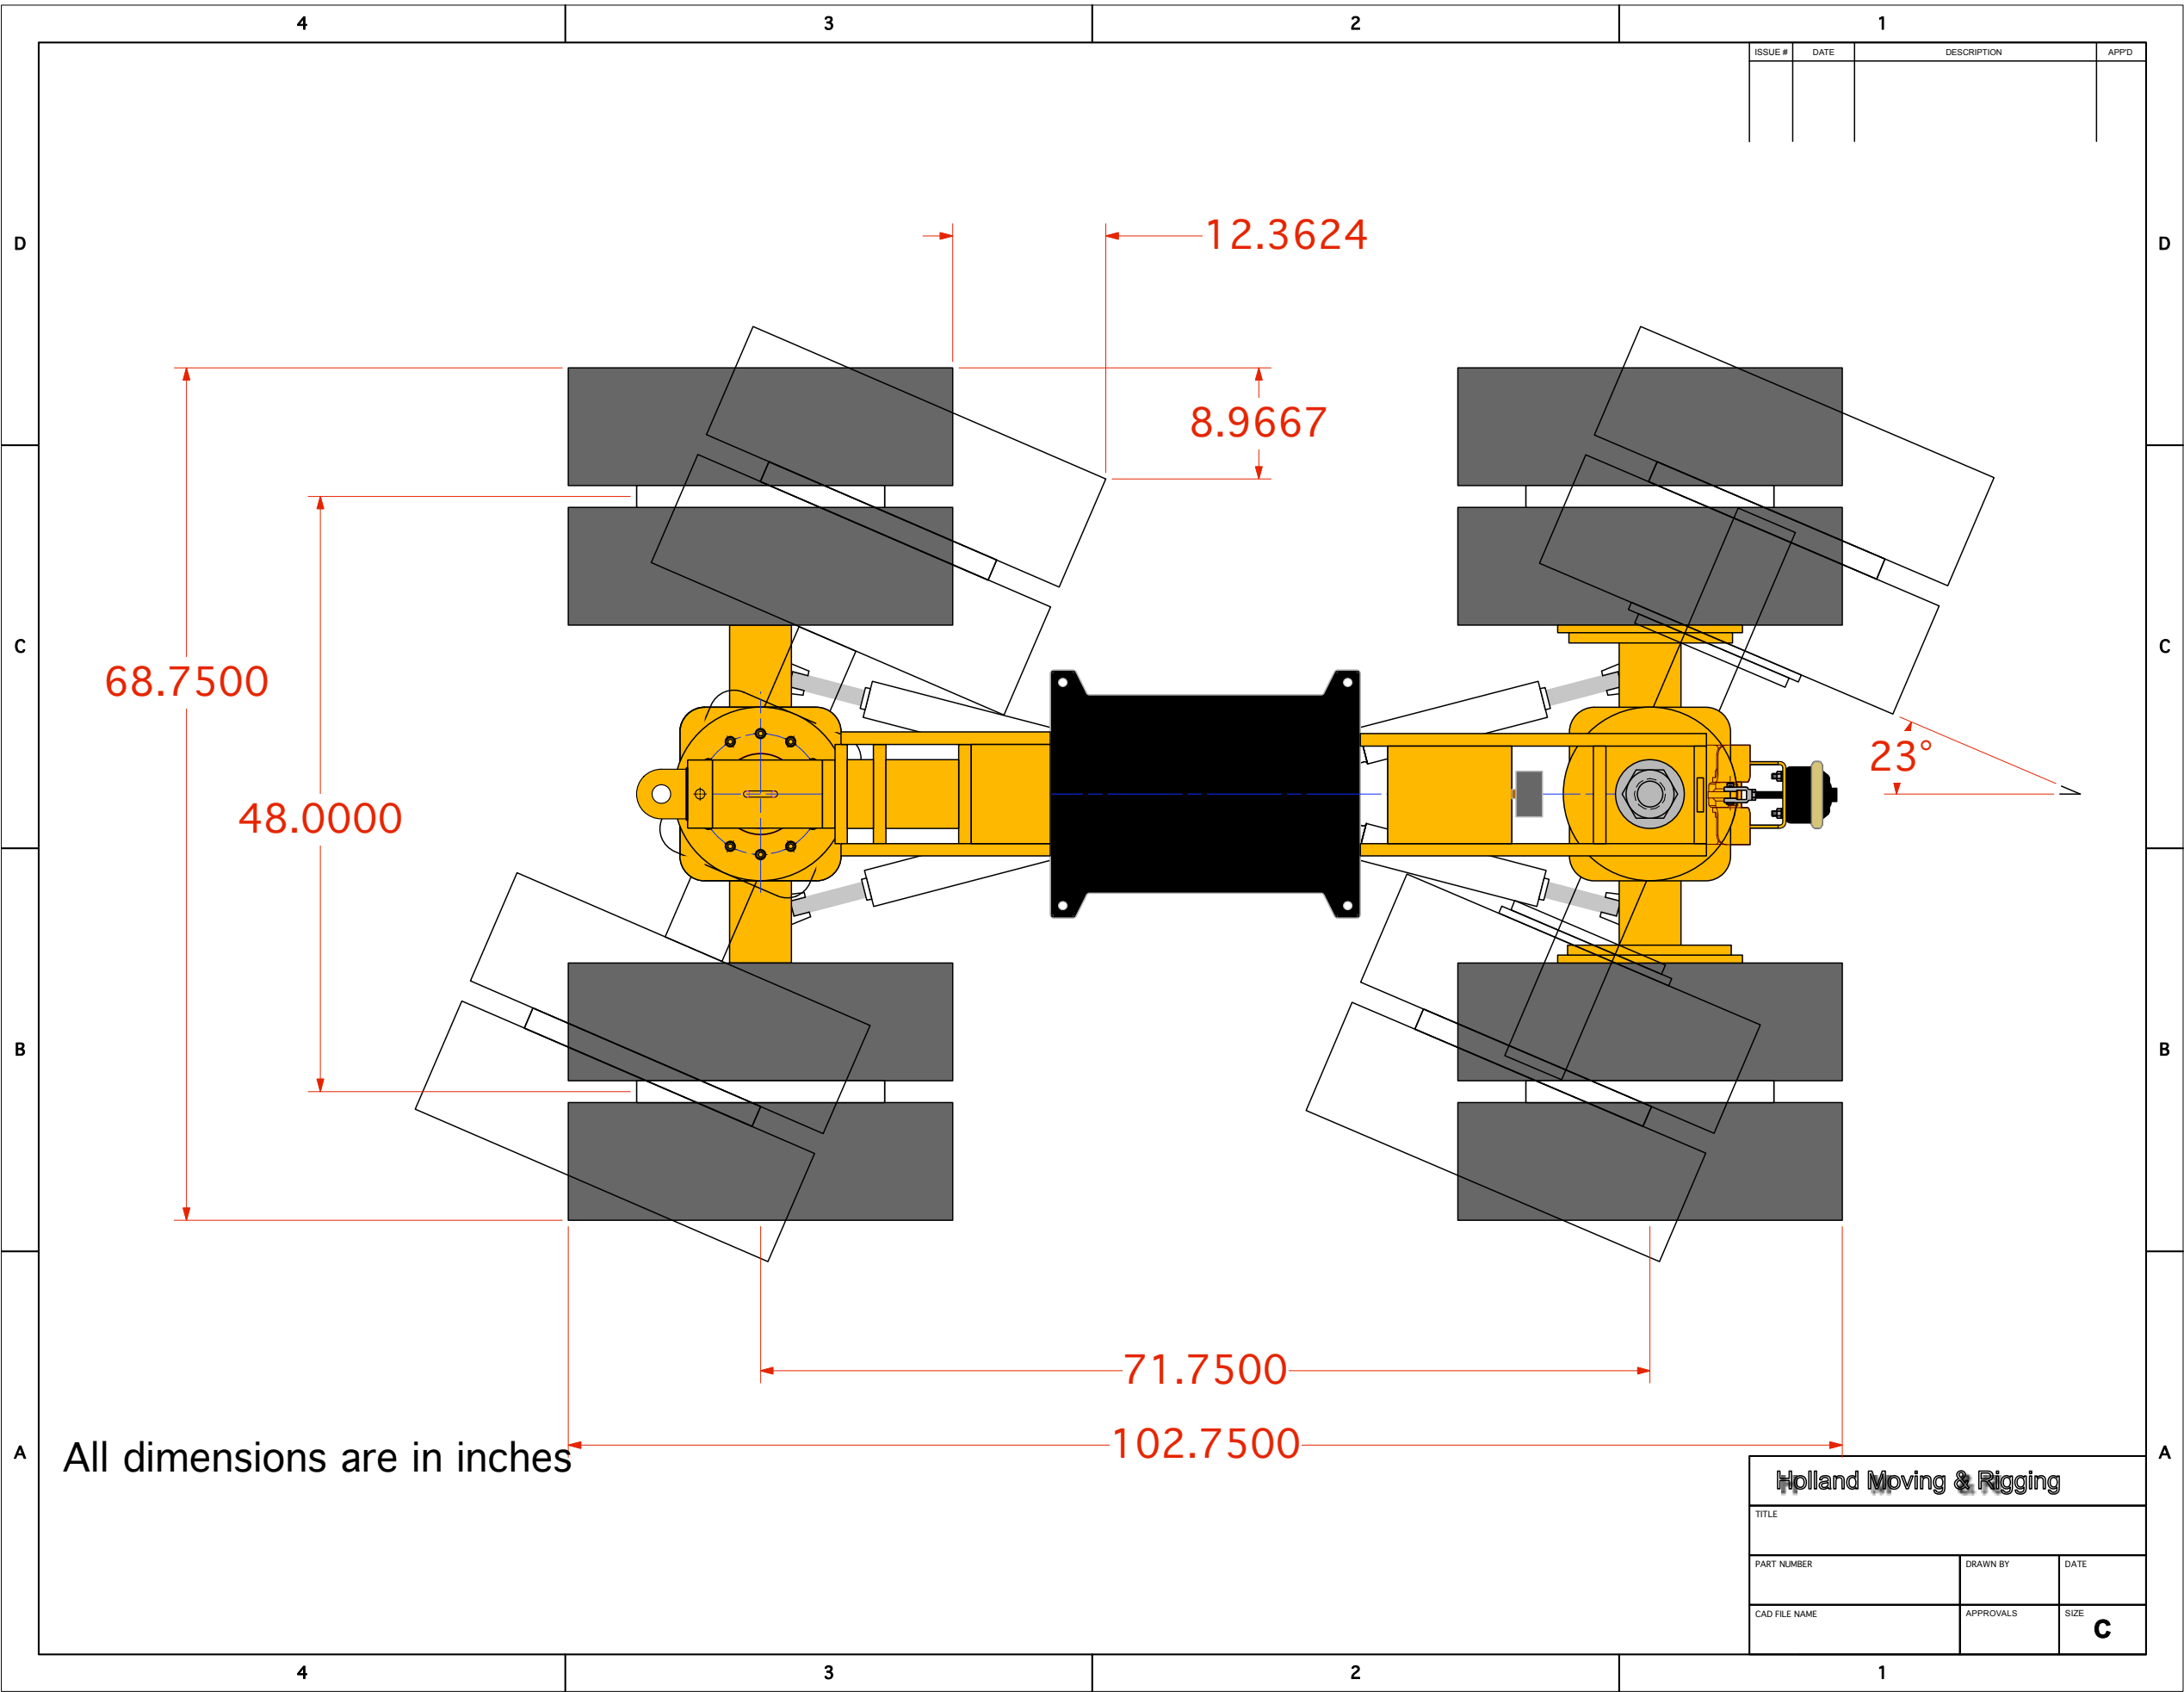 4 3 2 1
ISSUE # DATE DESCRIPTION APP'D
12.3624
D D
8.9667
C C
68.7500
23°
48.0000
B B
71.7500
102.7500
A A
All dimensions are in inches
Holland Moving & Rigging
TITLE
PART NUMBER DRAWN BY DATE
CAD FILE NAME APPROVALS SIZE
C
4 3 2 1